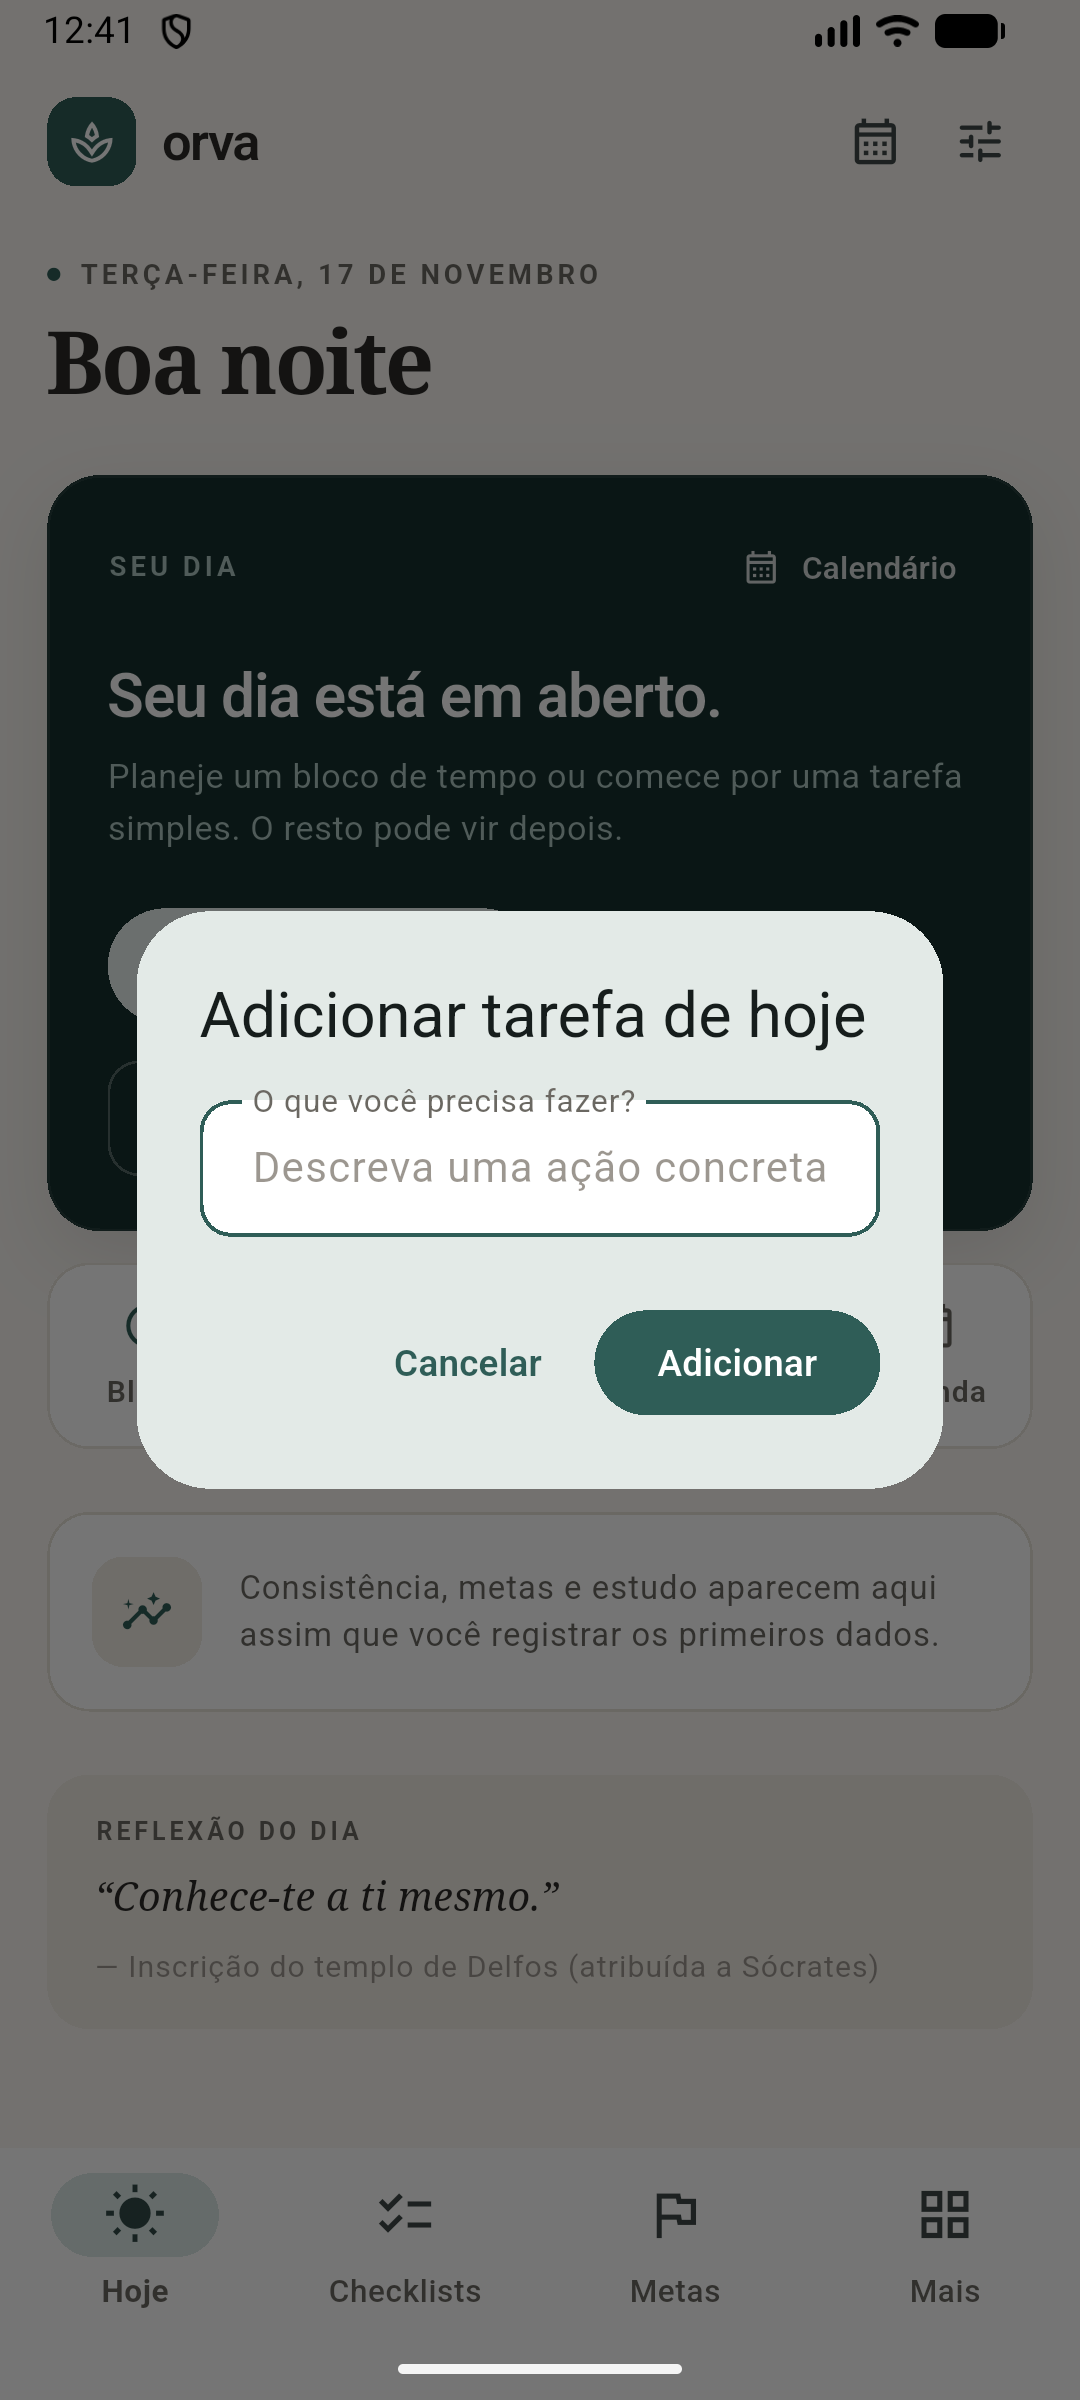 12:41
orva
TERÇA-FEIRA, 17 DE NOVEMBRO
Boa noite
SEU DIA
Calendário
Seu dia está em aberto.
Planeje um bloco de tempo ou comece por uma tarefa
simples. O resto pode vir depois.
Adicionar tarefa de hoje
O que você precisa fazer?
Descreva uma ação concreta
Cancelar
Adicionar
Consistência, metas e estudo aparecem aqui
assim que você registrar os primeiros dados.
REFLEXÃO DO DIA
“Conhece-te a ti mesmo.”
— Inscrição do templo de Delfos (atribuída a Sócrates)
Hoje
Checklists
Metas
Mais